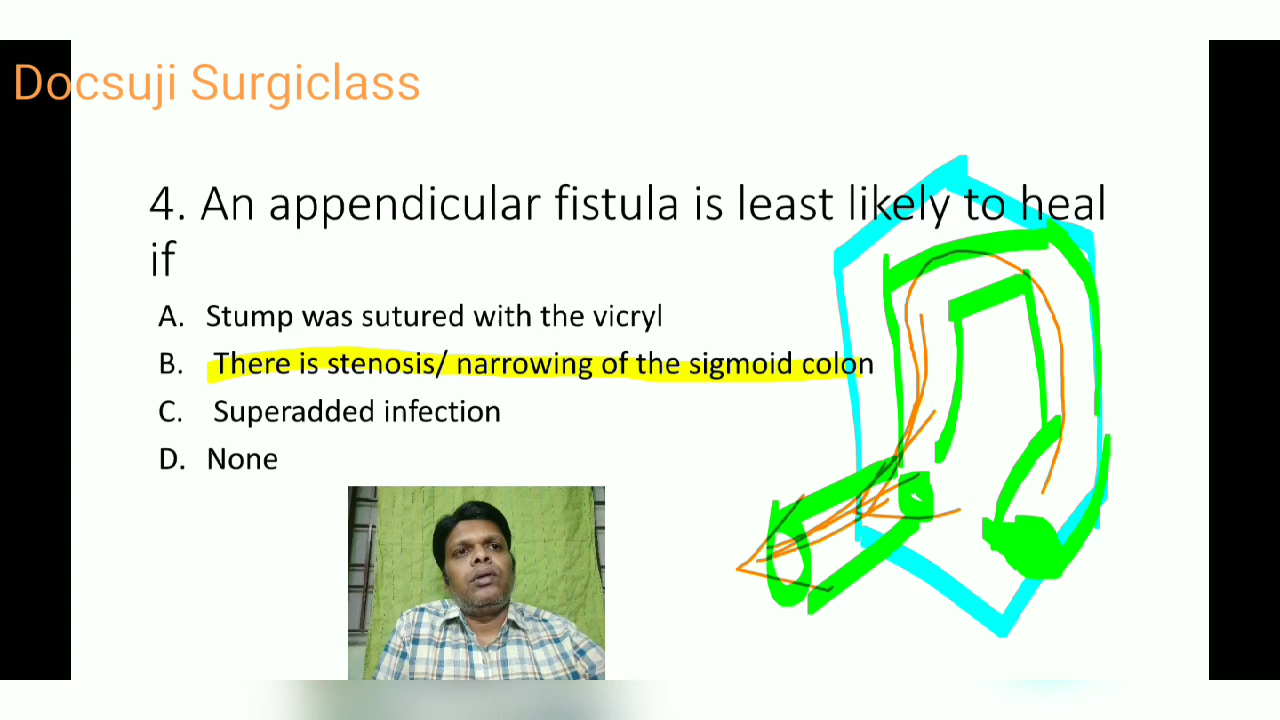 Docsuji Surgiclass
4. An appendicular fistula is least likely to heal
if
A. Stump was sutured with the vicryl
B. There is stenosis/ narrowing of the sigmoid colon
C. Superadded infection
D. None